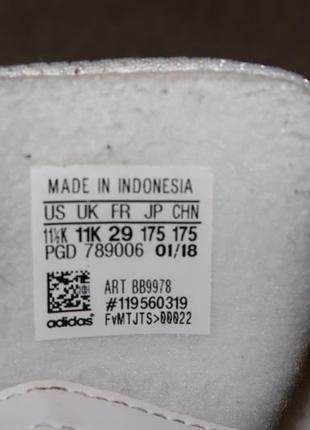 MADE IN INDONESIA
US UK FR JP CHN
11½K 11K 29 175 175
PGD 789006 01/18
ART BB9978
#119560319
adidas FvMTJTS>00022